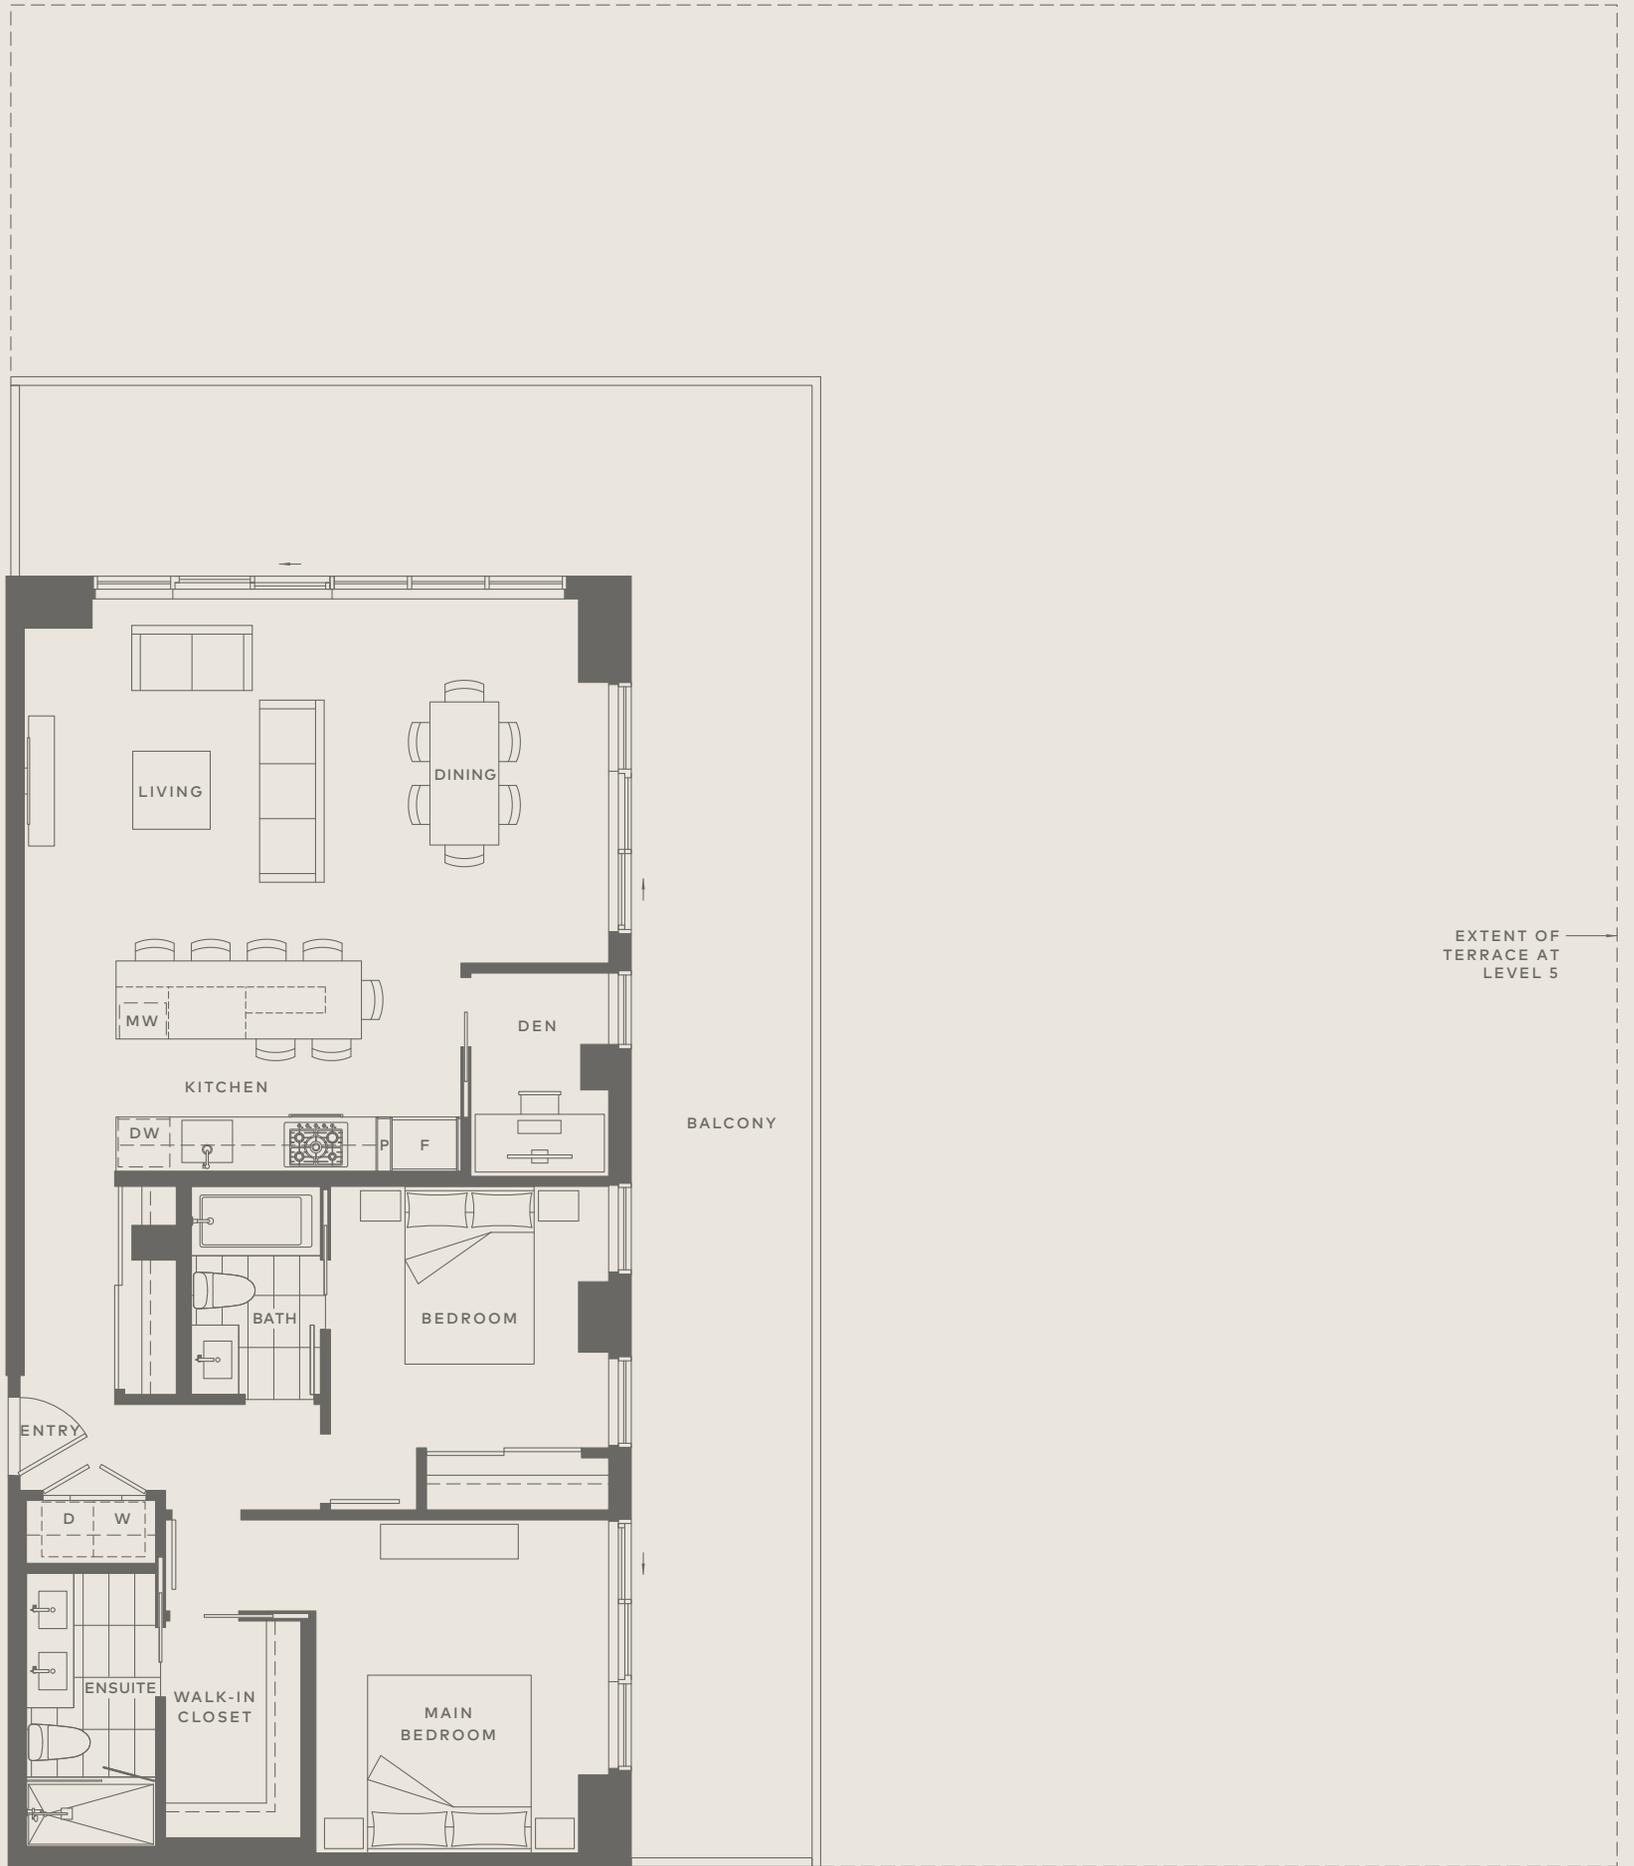 LIVING
DINING
EXTENT OF
TERRACE AT
LEVEL 5
MW
DEN
KITCHEN
BALCONY
DW
P
F
BATH
BEDROOM
ENTRY
D
W
ENSUITE
WALK-IN
CLOSET
MAIN
BEDROOM